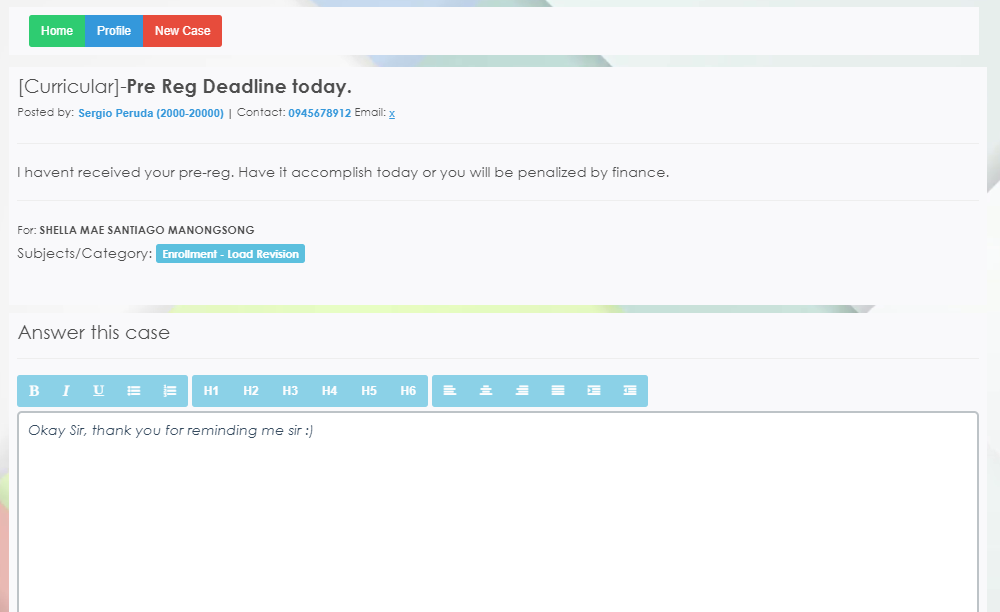 Home Profile New Case
[Curricular]-Pre Reg Deadline today.
Posted by: Sergio Peruda (2000-20000) | Contact: 0945678912 Email: x
I havent received your pre-reg. Have it accomplish today or you will be penalized by finance.
For: SHELLA MAE SANTIAGO MANONGSONG
Subjects/Category: Enrollment - Load Revision
Answer this case
B I U H1 H2 H3 H4 H5 H6
Okay Sir, thank you for reminding me sir :)